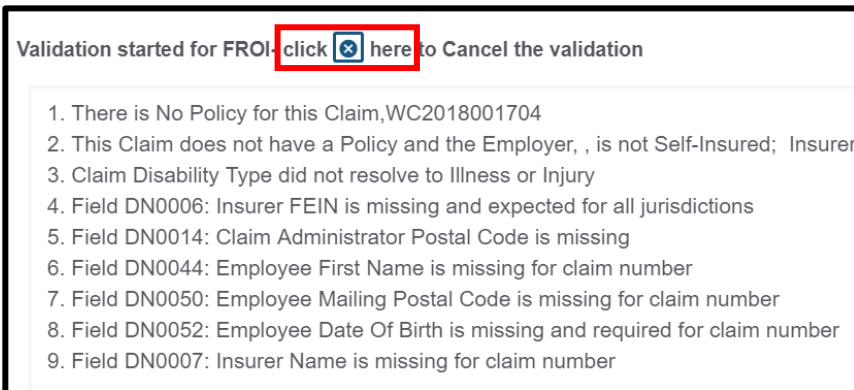 Validation started for FROI- click here to Cancel the validation
1. There is No Policy for this Claim,WC2018001704
2. This Claim does not have a Policy and the Employer, , is not Self-Insured; Insurer
3. Claim Disability Type did not resolve to Illness or Injury
4. Field DN0006: Insurer FEIN is missing and expected for all jurisdictions
5. Field DN0014: Claim Administrator Postal Code is missing
6. Field DN0044: Employee First Name is missing for claim number
7. Field DN0050: Employee Mailing Postal Code is missing for claim number
8. Field DN0052: Employee Date Of Birth is missing and required for claim number
9. Field DN0007: Insurer Name is missing for claim number